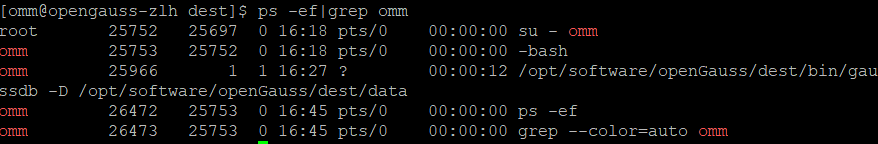 [omm@opengauss-zlh dest]$ ps -ef|grep omm
root     25752 25697  0 16:18 pts/0    00:00:00 su - omm
omm      25753 25752  0 16:18 pts/0    00:00:00 -bash
omm      25966     1  1 16:27 ?        00:00:12 /opt/software/openGauss/dest/bin/gau
ssdb -D /opt/software/openGauss/dest/data
omm      26472 25753  0 16:45 pts/0    00:00:00 ps -ef
omm      26473 25753  0 16:45 pts/0    00:00:00 grep --color=auto omm